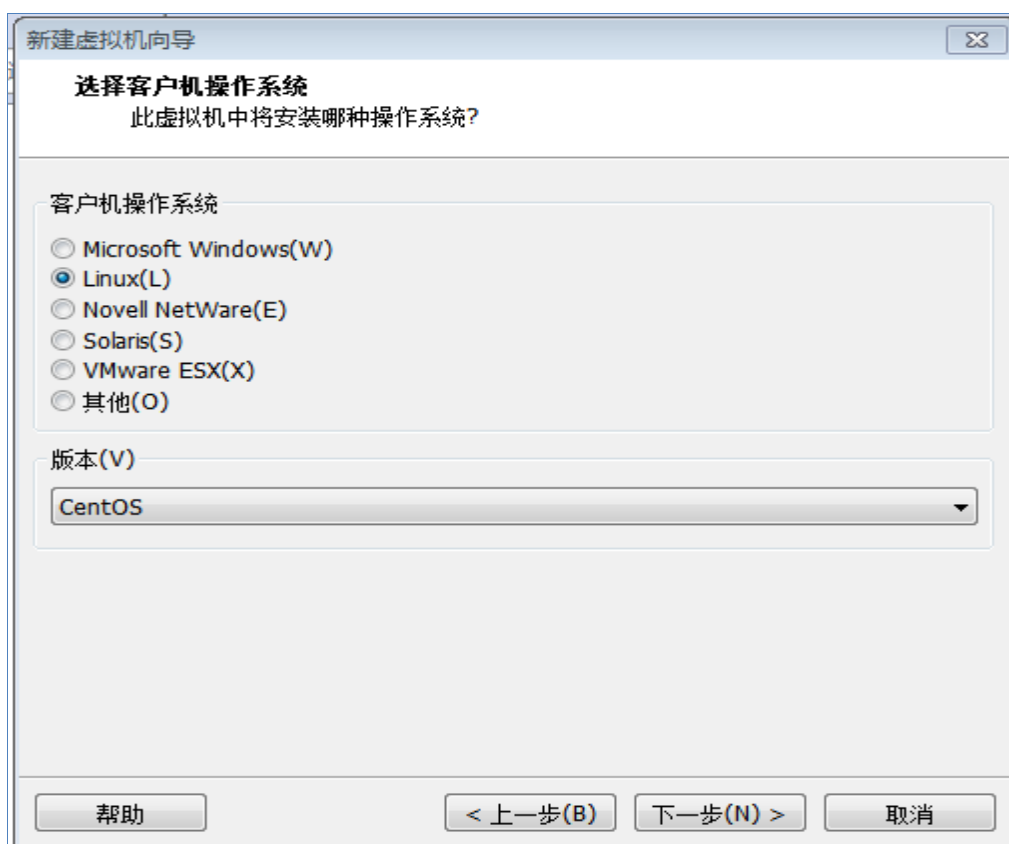 新建虚拟机向导
选择客户机操作系统
此虚拟机中将安装哪种操作系统?
客户机操作系统
Microsoft Windows(W)
Linux(L)
Novell NetWare(E)
Solaris(S)
VMware ESX(X)
其他(O)
版本(V)
CentOS
帮助
< 上一步(B)
下一步(N) >
取消